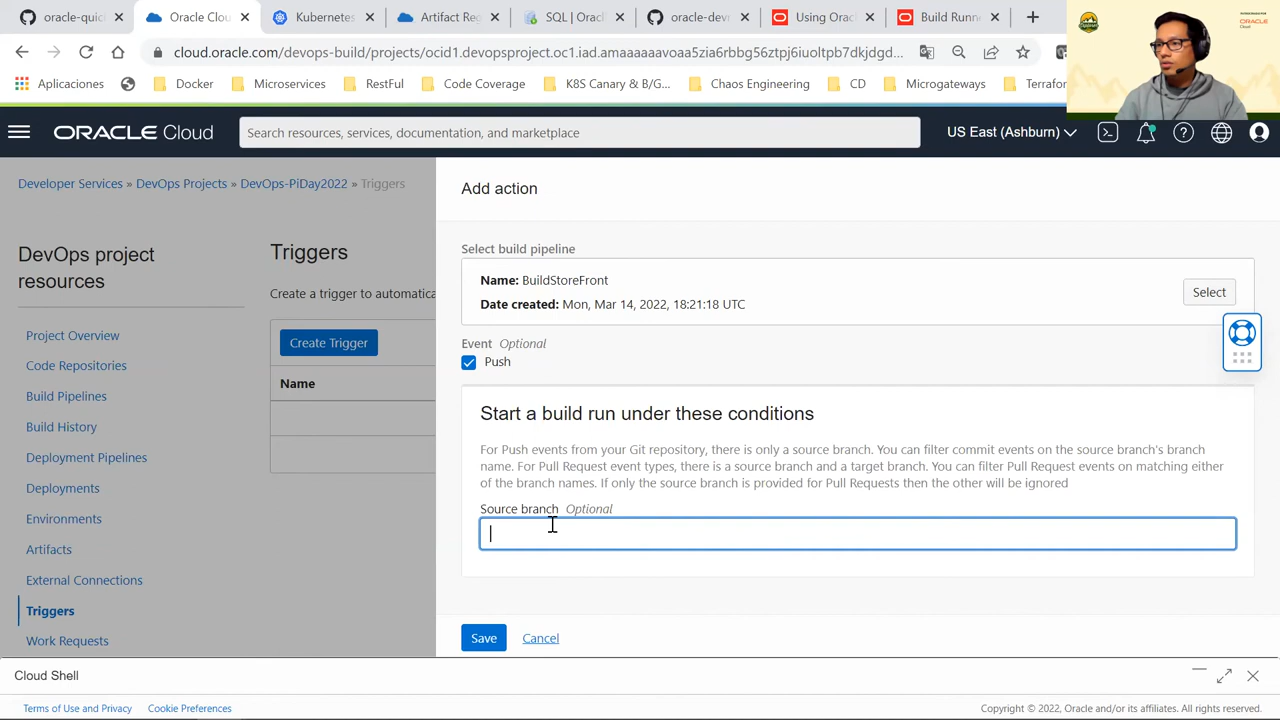 oracle-quic
Oracle Clou
Kubernetes
Artifact Reg
Skill Oracl
oracle-dev
Using Orac
Build Runn
cloud.oracle.com/devops-build/projects/ocid1.devopsproject.oc1.iad.amaaaaaavoaa5zia6rbbg56ztpj6iuoltpb7dkjdgd...
Aplicaciones
Docker
Microservices
RestFul
Code Coverage
K8S Canary & B/G...
Chaos Engineering
CD
Microgateways
Terrafor
ORACLE Cloud
Search resources, services, documentation, and marketplace
US East (Ashburn)
Developer Services » DevOps Projects » DevOps-PiDay2022 » Triggers
DevOps project
resources
Project Overview
Code Repositories
Build Pipelines
Build History
Deployment Pipelines
Deployments
Environments
Artifacts
External Connections
Triggers
Work Requests
Triggers
Create a trigger to automatica
Create Trigger
Name
Add action
Select build pipeline
Name: BuildStoreFront
Date created: Mon, Mar 14, 2022, 18:21:18 UTC
Select
Event Optional
Push
Start a build run under these conditions
For Push events from your Git repository, there is only a source branch. You can filter commit events on the source branch's branch
name. For Pull Request event types, there is a source branch and a target branch. You can filter Pull Request events on matching either
of the branch names. If only the source branch is provided for Pull Requests then the other will be ignored
Source branch Optional
Save
Cancel
Cloud Shell
Terms of Use and Privacy
Cookie Preferences
Copyright © 2022, Oracle and/or its affiliates. All rights reserved.
ORACLE
Cloud